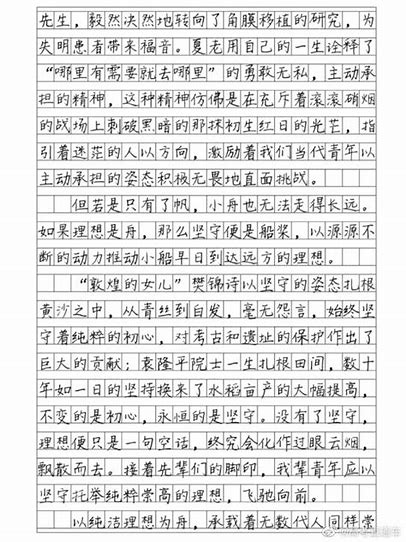 先生，毅然决然地转向了角膜移植的研究，为
失明患者带来福音。夏老用自己的一生诠释了
“哪里有需要就去哪里”的勇敢无私，主动承
担的精神，这种精神仿佛是在充斥着滚滚硝烟
的战场上刺破黑暗的那抹初生红日的光芒，指
引着迷茫的人以方向，激励着我们当代青年以
主动承担的姿态积极无畏地直面挑战。
但若是只有了帆，小舟也无法走得长远。
如果理想是舟，那么坚守便是船桨，以源源不
断的动力推动小船早日到达远方的理想。
“敦煌的女儿”樊锦诗以坚守的姿态扎根
黄沙之中，从青丝到白发，毫无怨言，始终坚
守着纯粹的初心，对考古和遗址的保护作出了
巨大的贡献；袁隆平院士一生扎根田间，数十
年如一日的坚持换来了水稻亩产的大幅提高，
不变的是初心，永恒的是坚守。没有了坚守，
理想便只是一句空话，终究会化作过眼云烟，
飘散而去。接着先辈们的脚印，我辈青年应以
坚守托举纯粹崇高的理想，飞驰向前。
以纯洁理想为舟，承载着无数代人同样崇